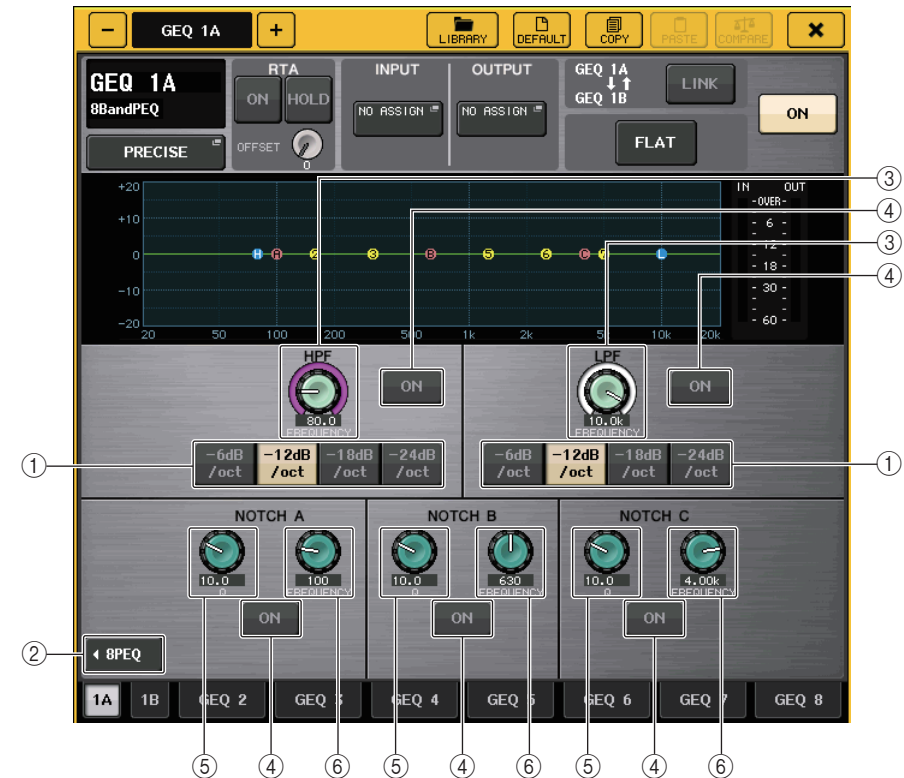 − GEQ 1A + LIBRARY DEFAULT COPY PASTE COMPARE ×
GEQ 1A
8BandPEQ
PRECISE
RTA
ON HOLD
OFFSET
0
INPUT
NO ASSIGN
OUTPUT
NO ASSIGN
GEQ 1A
↓↑
GEQ 1B
LINK
FLAT
ON
③
④
③
④
+20
+10
0
−10
−20
20 50 100 200 500 1k 2k 5k 10k 20k
H A 2 3 B 5 6 C 7 L
IN OUT
-OVER-
- 6 -
- 12 -
- 18 -
- 30 -
- 60 -
HPF
80.0
FREQUENCY
ON
LPF
10.0k
FREQUENCY
ON
①
−6dB /oct −12dB /oct −18dB /oct −24dB /oct
−6dB /oct −12dB /oct −18dB /oct −24dB /oct
①
NOTCH A
10.0
Q
100
FREQUENCY
ON
NOTCH B
10.0
Q
630
FREQUENCY
ON
NOTCH C
10.0
Q
4.00k
FREQUENCY
ON
②
8PEQ
1A 1B GEQ 2 GEQ 3 GEQ 4 GEQ 5 GEQ 6 GEQ 7 GEQ 8
⑤ ④ ⑥ ⑤ ④ ⑥ ⑤ ④ ⑥